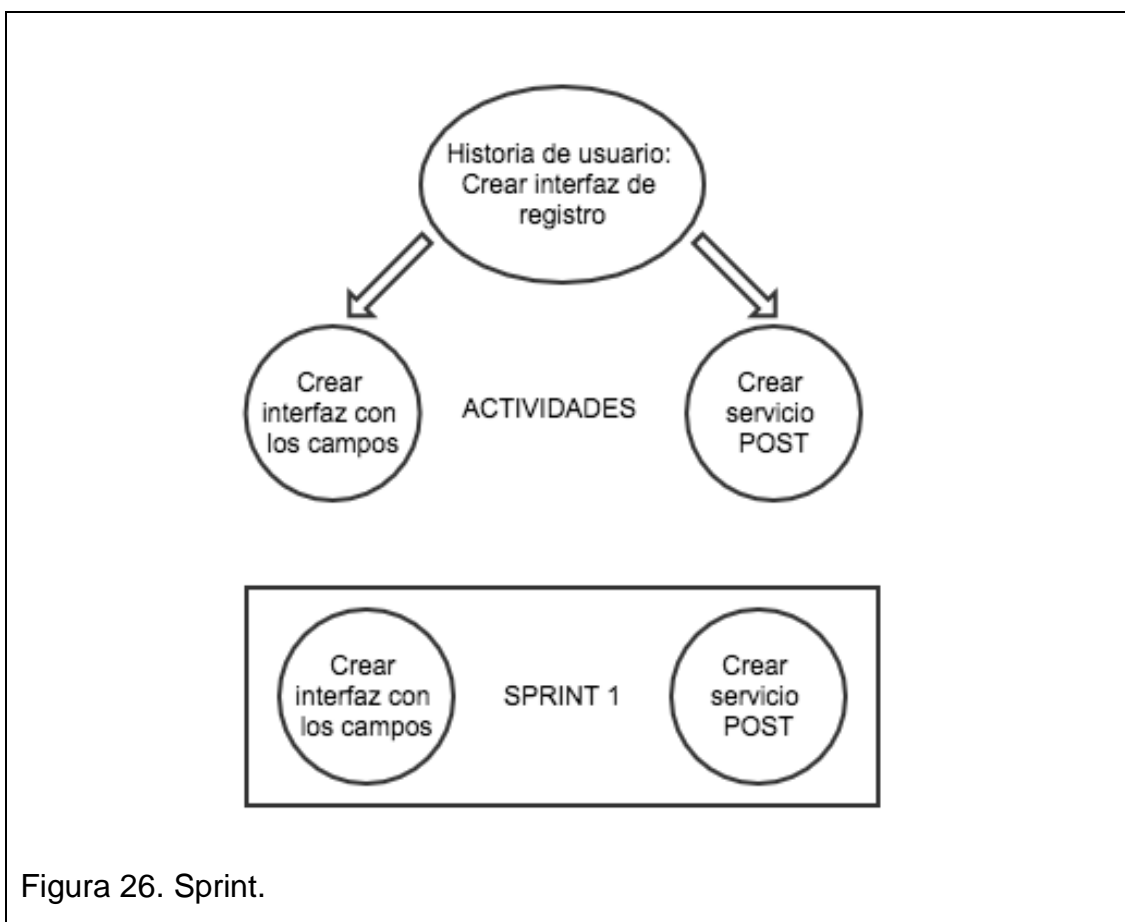 Historia de usuario:
Crear interfaz de
registro
Crear
interfaz con
los campos
ACTIVIDADES
Crear
servicio
POST
Crear
interfaz con
los campos
SPRINT 1
Crear
servicio
POST
Figura 26. Sprint.